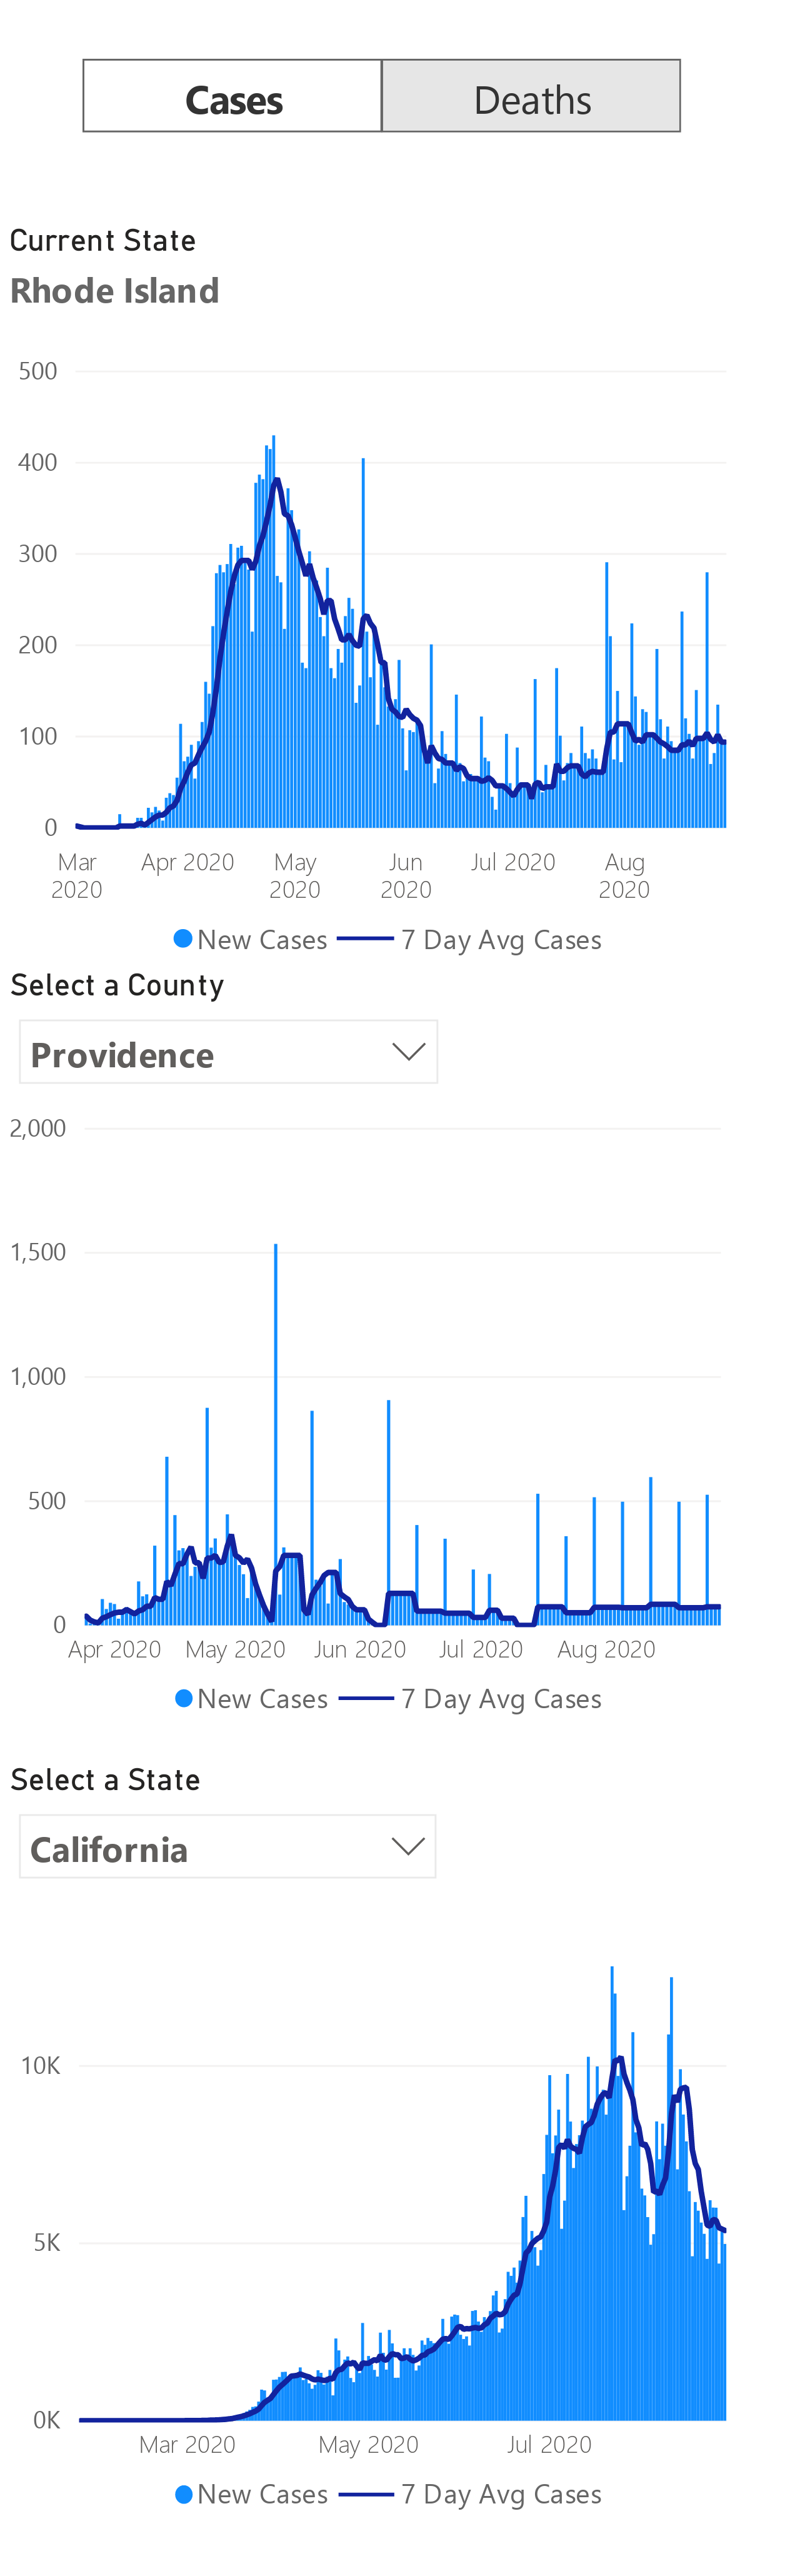 Cases Deaths
Current State
Rhode Island
500
400
300
200
100
0
Mar Apr 2020 May Jun Jul 2020 Aug
2020 2020 2020 2020
New Cases 7 Day Avg Cases
Select a County
Providence
2,000
1,500
1,000
500
0
Apr 2020 May 2020 Jun 2020 Jul 2020 Aug 2020
New Cases 7 Day Avg Cases
Select a State
California
10K
5K
0K
Mar 2020 May 2020 Jul 2020
New Cases 7 Day Avg Cases